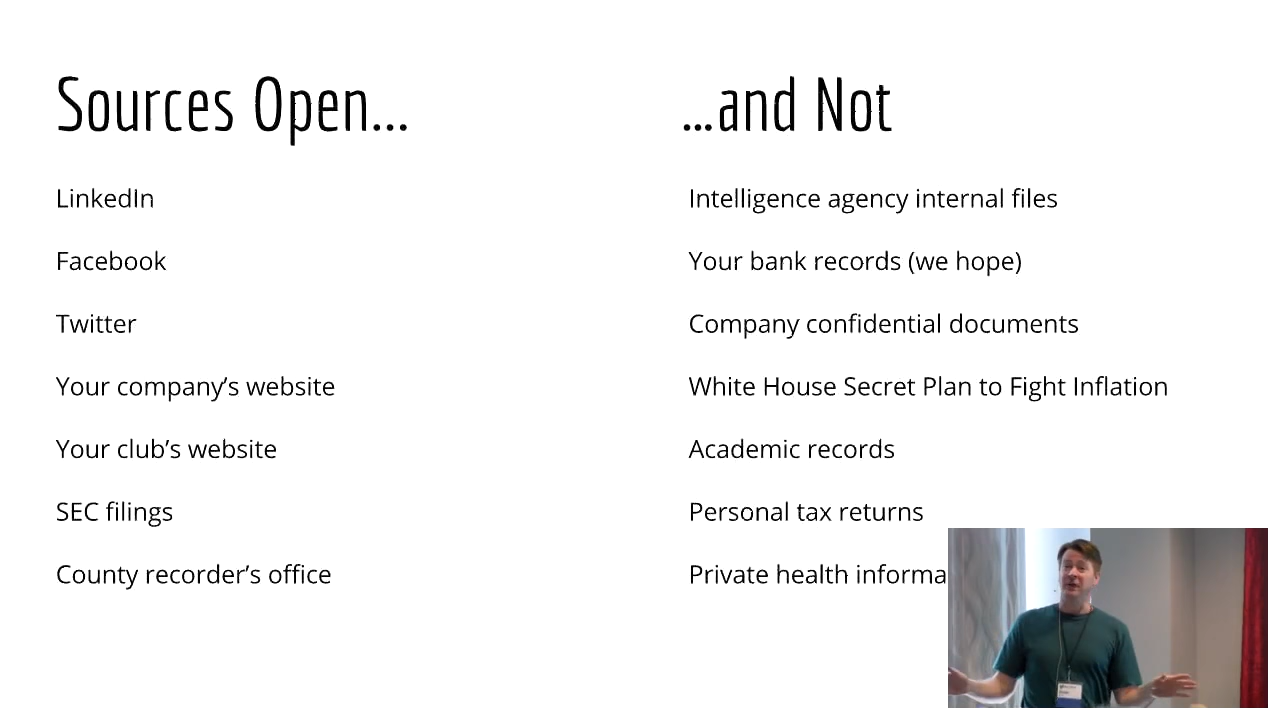 Sources Open...
LinkedIn
Facebook
Twitter
Your company’s website
Your club’s website
SEC filings
County recorder’s office
...and Not
Intelligence agency internal files
Your bank records (we hope)
Company confidential documents
White House Secret Plan to Fight Inflation
Academic records
Personal tax returns
Private health informa